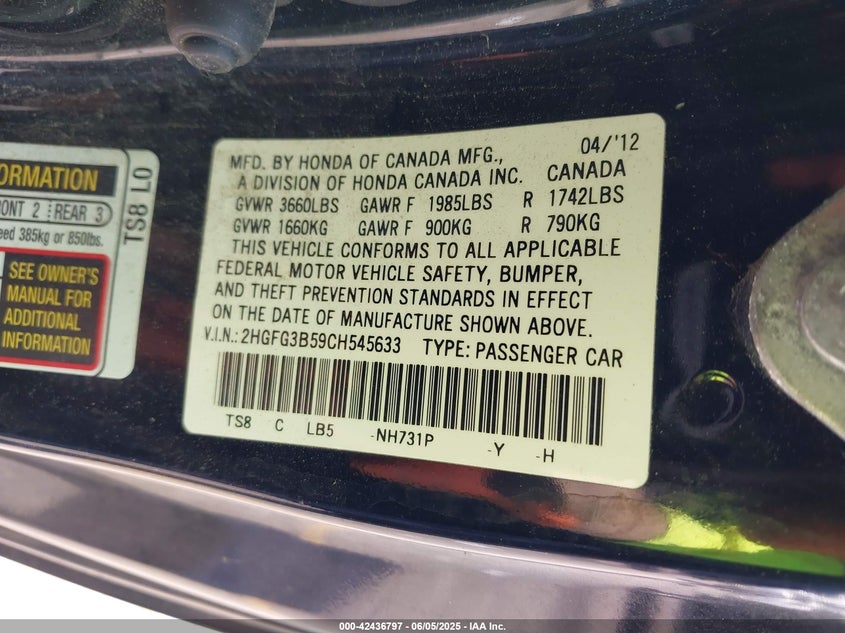 ORMATION
ONT 2 REAR 3
eed 385kg or 850lbs.
SEE OWNER'S
MANUAL FOR
ADDITIONAL
INFORMATION
TS8 L0
04/'12
MFD. BY HONDA OF CANADA MFG.,
A DIVISION OF HONDA CANADA INC. CANADA
GVWR 3660LBS GAWR F 1985LBS R 1742LBS
GVWR 1660KG GAWR F 900KG R 790KG
THIS VEHICLE CONFORMS TO ALL APPLICABLE
FEDERAL MOTOR VEHICLE SAFETY, BUMPER,
AND THEFT PREVENTION STANDARDS IN EFFECT
ON THE DATE OF MANUFACTURE SHOWN ABOVE.
V.I.N.: 2HGFG3B59CH545633 TYPE: PASSENGER CAR
TS8 C LB5 -NH731P -Y -H
000-42436797 - 06/05/2025 - IAA Inc.